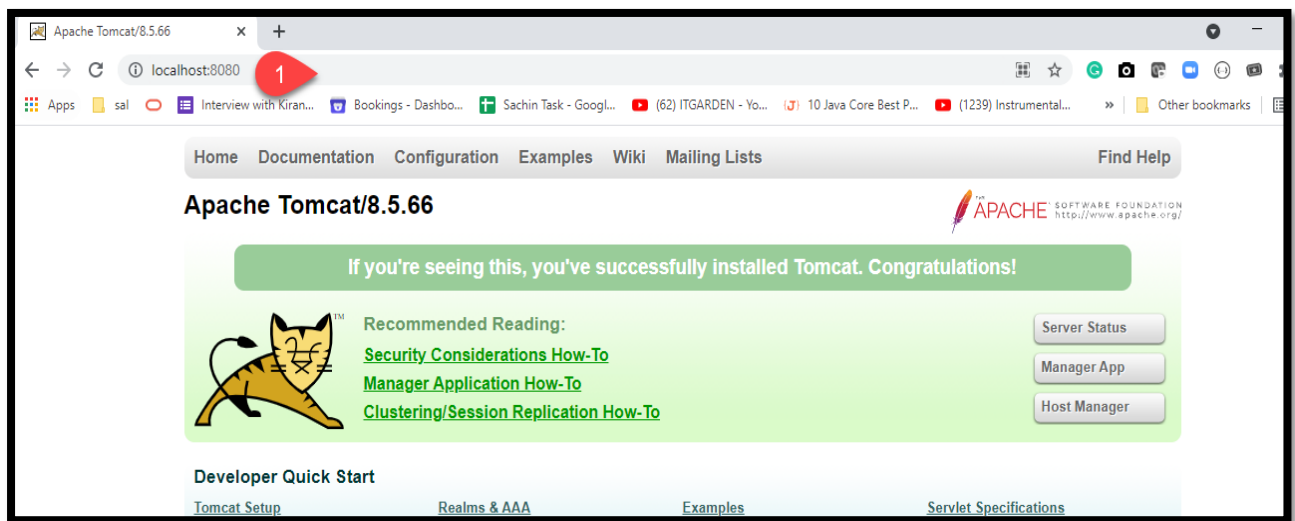 Apache Tomcat/8.5.66
localhost:8080
1
Apps sal Interview with Kiran... Bookings - Dashbo... Sachin Task - Googl... (62) ITGARDEN - Yo... 10 Java Core Best P... (1239) Instrumental... » Other bookmarks
Home Documentation Configuration Examples Wiki Mailing Lists Find Help
Apache Tomcat/8.5.66
THE APACHE SOFTWARE FOUNDATION
http://www.apache.org/
If you're seeing this, you've successfully installed Tomcat. Congratulations!
TM
Recommended Reading:
Security Considerations How-To
Manager Application How-To
Clustering/Session Replication How-To
Server Status
Manager App
Host Manager
Developer Quick Start
Tomcat Setup Realms & AAA Examples Servlet Specifications